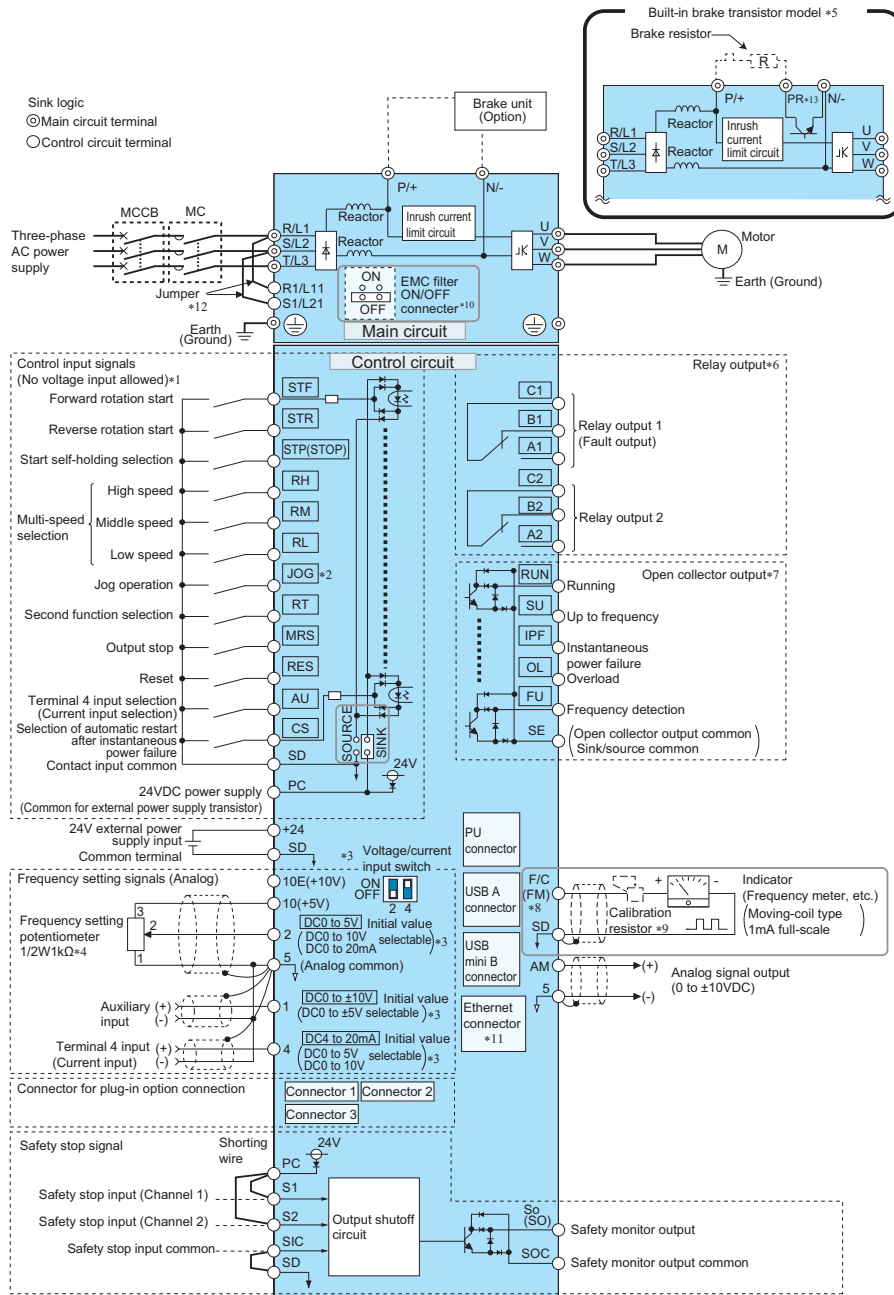 Built-in brake transistor model *5
Brake resistor
R
P/+
PR*13
N/-
R/L1
S/L2
T/L3
Reactor
Reactor
Inrush
current
limit circuit
U
V
W
Sink logic
Main circuit terminal
Control circuit terminal
Brake unit
(Option)
P/+
N/-
MCCB
MC
Three-phase
AC power
supply
R/L1
S/L2
T/L3
R1/L11
S1/L21
Jumper
*12
Earth
(Ground)
Reactor
Reactor
Inrush current
limit circuit
ON
OFF
EMC filter
ON/OFF
connecter*10
Main circuit
U
V
W
M
Motor
Earth (Ground)
Control circuit
Control input signals
(No voltage input allowed)*1
Forward rotation start
STF
Reverse rotation start
STR
Start self-holding selection
STP(STOP)
Multi-speed
selection
High speed
RH
Middle speed
RM
Low speed
RL
Jog operation
JOG *2
Second function selection
RT
Output stop
MRS
Reset
RES
Terminal 4 input selection
(Current input selection)
AU
Selection of automatic restart
after instantaneous
power failure
CS
Contact input common
SD
SOURCE
SINK
24V
24VDC power supply
(Common for external power supply transistor)
PC
Relay output*6
C1
B1
A1
Relay output 1
(Fault output)
C2
B2
A2
Relay output 2
Open collector output*7
RUN
Running
SU
Up to frequency
IPF
Instantaneous
power failure
OL
Overload
FU
Frequency detection
SE
(Open collector output common
Sink/source common)
24V external power
supply input
+24
Common terminal
SD
*3
Voltage/current
input switch
ON
OFF
2 4
Frequency setting signals (Analog)
10E(+10V)
10(+5V)
Frequency setting
potentiometer
1/2W1kΩ*4
3
2
1
2
DC0 to 5V Initial value
(DC0 to 10V
DC0 to 20mA selectable)*3
5
(Analog common)
Auxiliary
input
(+)
(-)
1
DC0 to ±10V Initial value
(DC0 to ±5V selectable)*3
Terminal 4 input
(Current input)
(+)
(-)
4
DC4 to 20mA Initial value
(DC0 to 5V
DC0 to 10V selectable)*3
PU
connector
USB A
connector
USB
mini B
connector
Ethernet
connector
*11
F/C
(FM)
*8
SD
+
-
Calibration
resistor *9
Indicator
(Frequency meter, etc.)
(Moving-coil type
1mA full-scale)
AM
(+)
5
(-)
Analog signal output
(0 to ±10VDC)
Connector for plug-in option connection
Connector 1
Connector 2
Connector 3
Safety stop signal
Shorting
wire
24V
PC
Safety stop input (Channel 1)
S1
Safety stop input (Channel 2)
S2
Safety stop input common
SIC
SD
Output shutoff
circuit
So
(SO)
Safety monitor output
SOC
Safety monitor output common